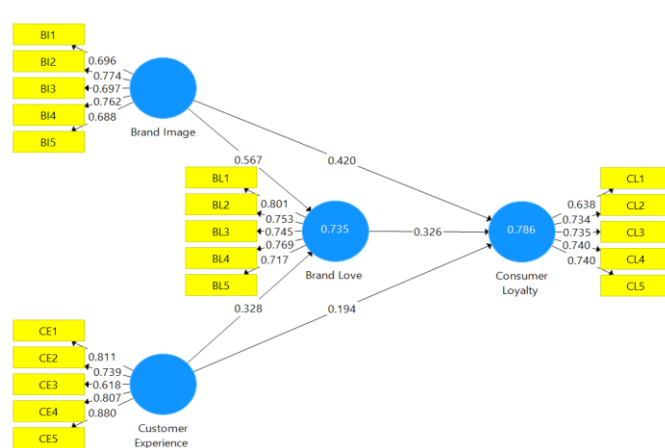 BI1
BI2
BI3
BI4
BI5
0.696
0.774
0.697
0.762
0.688
Brand Image
0.567
0.420
BL1
BL2
BL3
BL4
BL5
0.801
0.753
0.745
0.769
0.717
0.735
Brand Love
0.326
0.786
Consumer
Loyalty
0.638
0.734
0.735
0.740
0.740
CL1
CL2
CL3
CL4
CL5
0.328
0.194
CE1
CE2
CE3
CE4
CE5
0.811
0.739
0.618
0.807
0.880
Customer
Experience